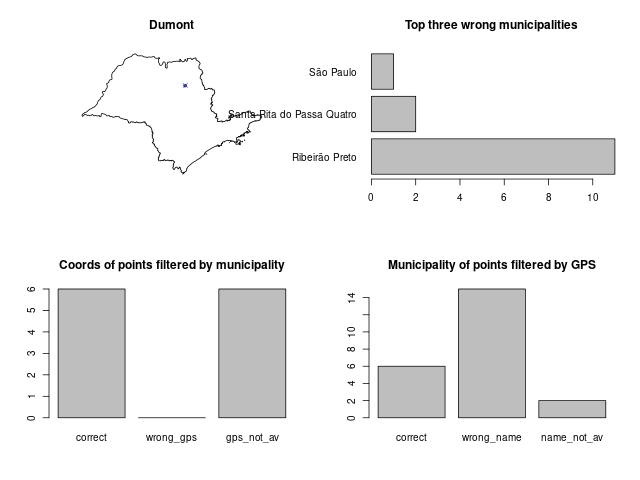 Dumont
Top three wrong municipalities
São Paulo
Santa Rita do Passa Quatro
Ribeirão Preto
0 2 4 6 8 10
Coords of points filtered by municipality
6
5
4
3
2
1
0
correct wrong_gps gps_not_av
Municipality of points filtered by GPS
14
10
8
6
4
2
0
correct wrong_name name_not_av